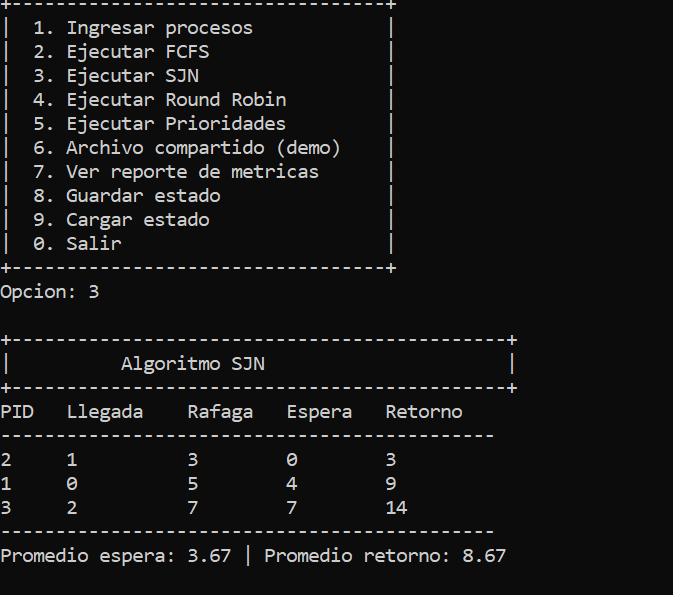 +----------------------------------+
|  1. Ingresar procesos            |
|  2. Ejecutar FCFS                |
|  3. Ejecutar SJN                 |
|  4. Ejecutar Round Robin         |
|  5. Ejecutar Prioridades         |
|  6. Archivo compartido (demo)    |
|  7. Ver reporte de metricas      |
|  8. Guardar estado               |
|  9. Cargar estado                |
|  0. Salir                        |
+----------------------------------+
Opcion: 3
+---------------------------------------------+
|          Algoritmo SJN                      |
+---------------------------------------------+
PID   Llegada    Rafaga   Espera   Retorno
---------------------------------------------
2     1          3        0        3
1     0          5        4        9
3     2          7        7        14
---------------------------------------------
Promedio espera: 3.67 | Promedio retorno: 8.67